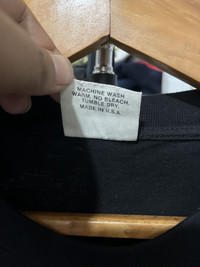 MACHINE WASH
WARM. NO BLEACH.
TUMBLE DRY.
MADE IN U.S.A.